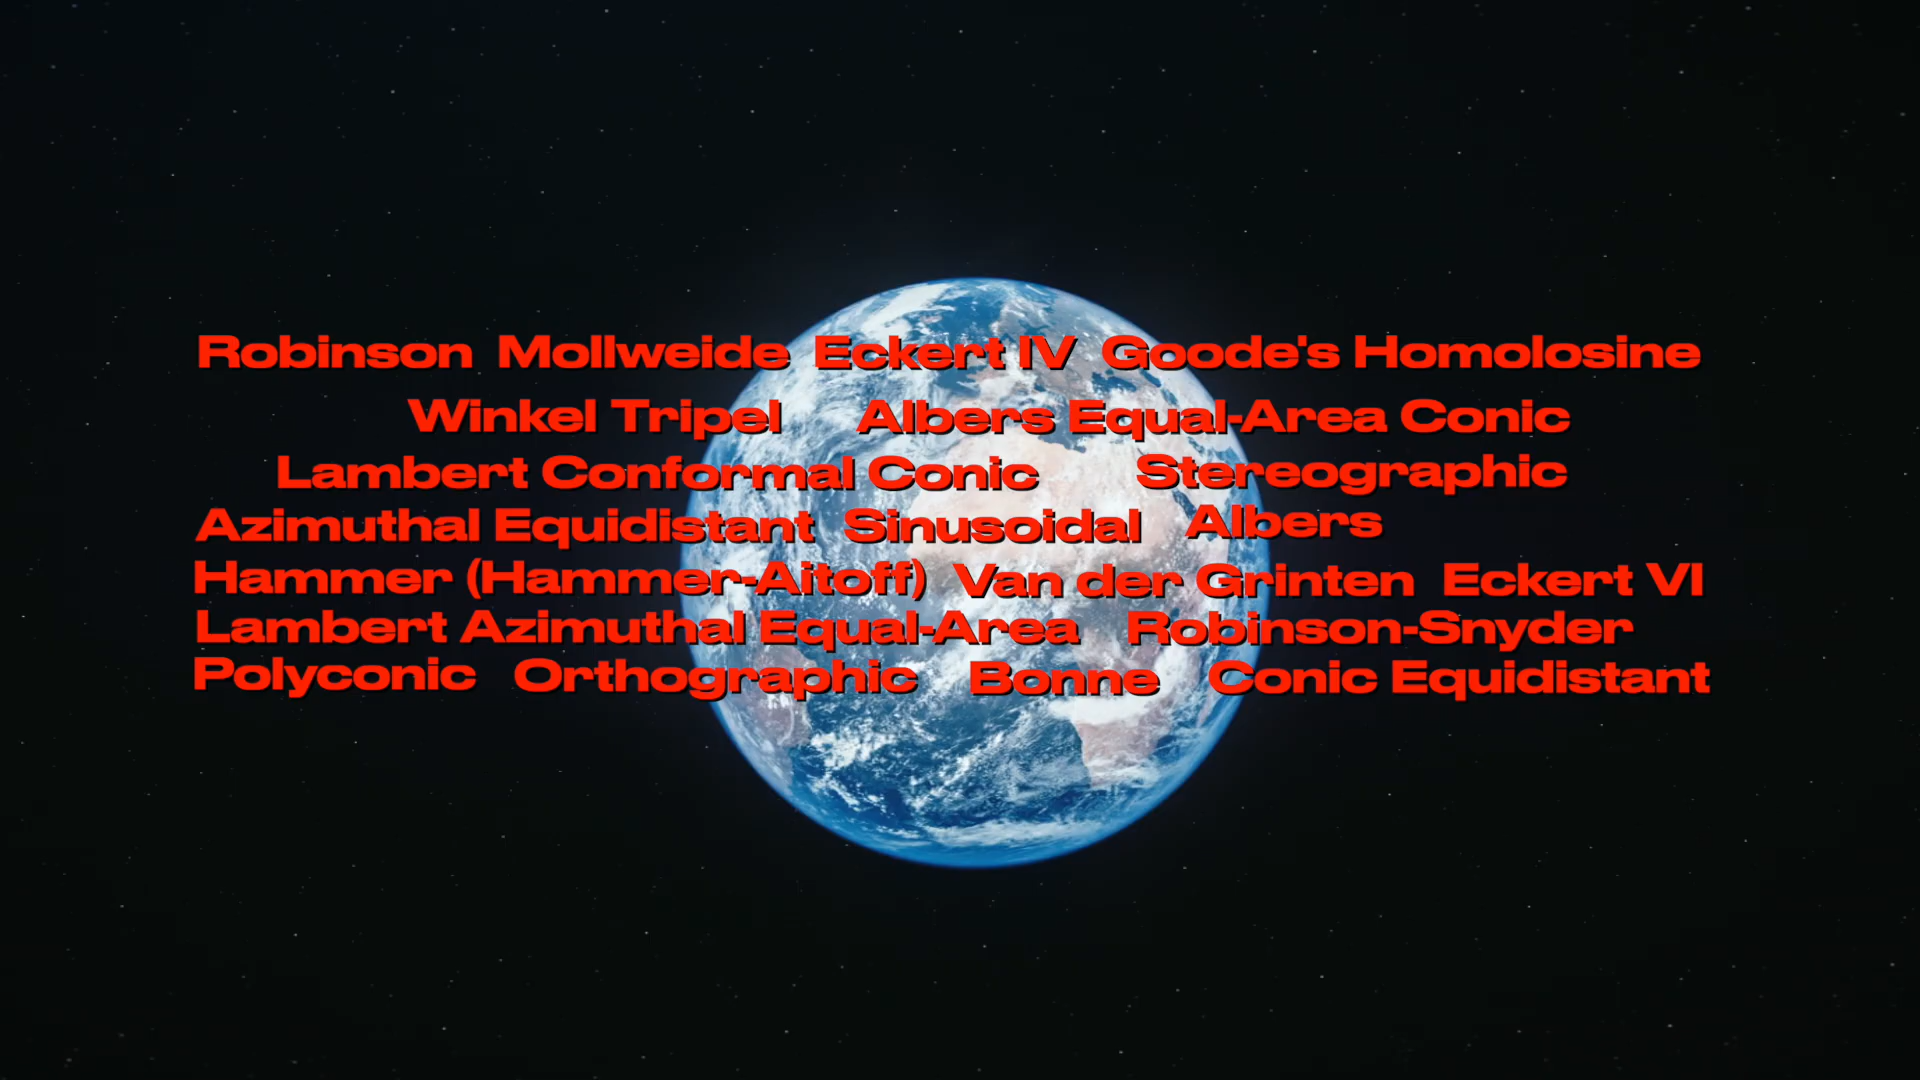 Robinson Mollweide Eckert IV Goode's Homolosine
Winkel Tripel Albers Equal-Area Conic
Lambert Conformal Conic Stereographic
Azimuthal Equidistant Sinusoidal Albers
Hammer (Hammer-Aitoff) Van der Grinten Eckert VI
Lambert Azimuthal Equal-Area Robinson-Snyder
Polyconic Orthographic Bonne Conic Equidistant